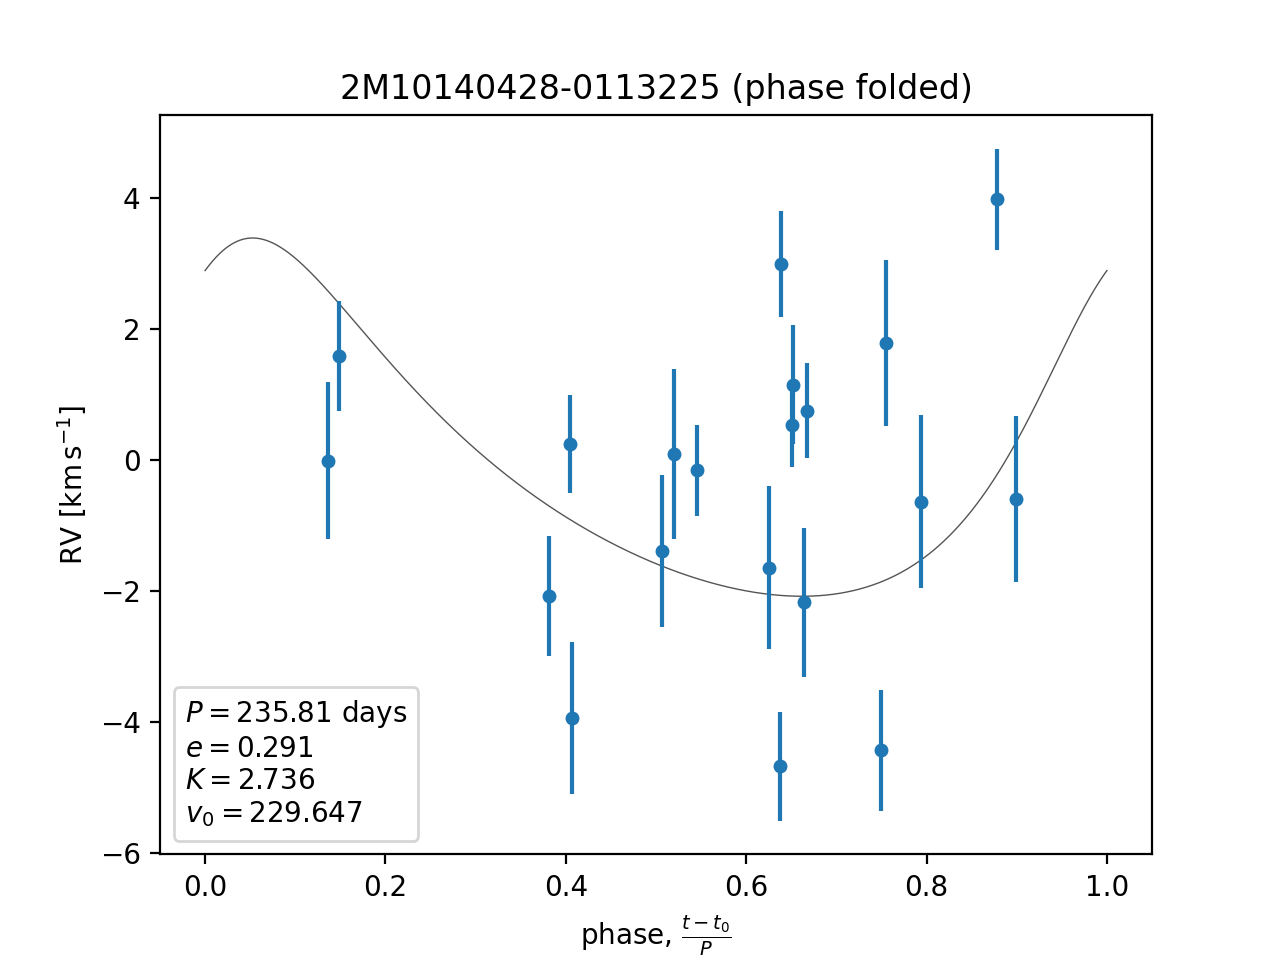 2M10140428-0113225 (phase folded)
RV [km s⁻¹]
4
2
0
−2
−4
−6
P = 235.81 days
e = 0.291
K = 2.736
v₀ = 229.647
0.0 0.2 0.4 0.6 0.8 1.0
phase, (t − t₀)/P